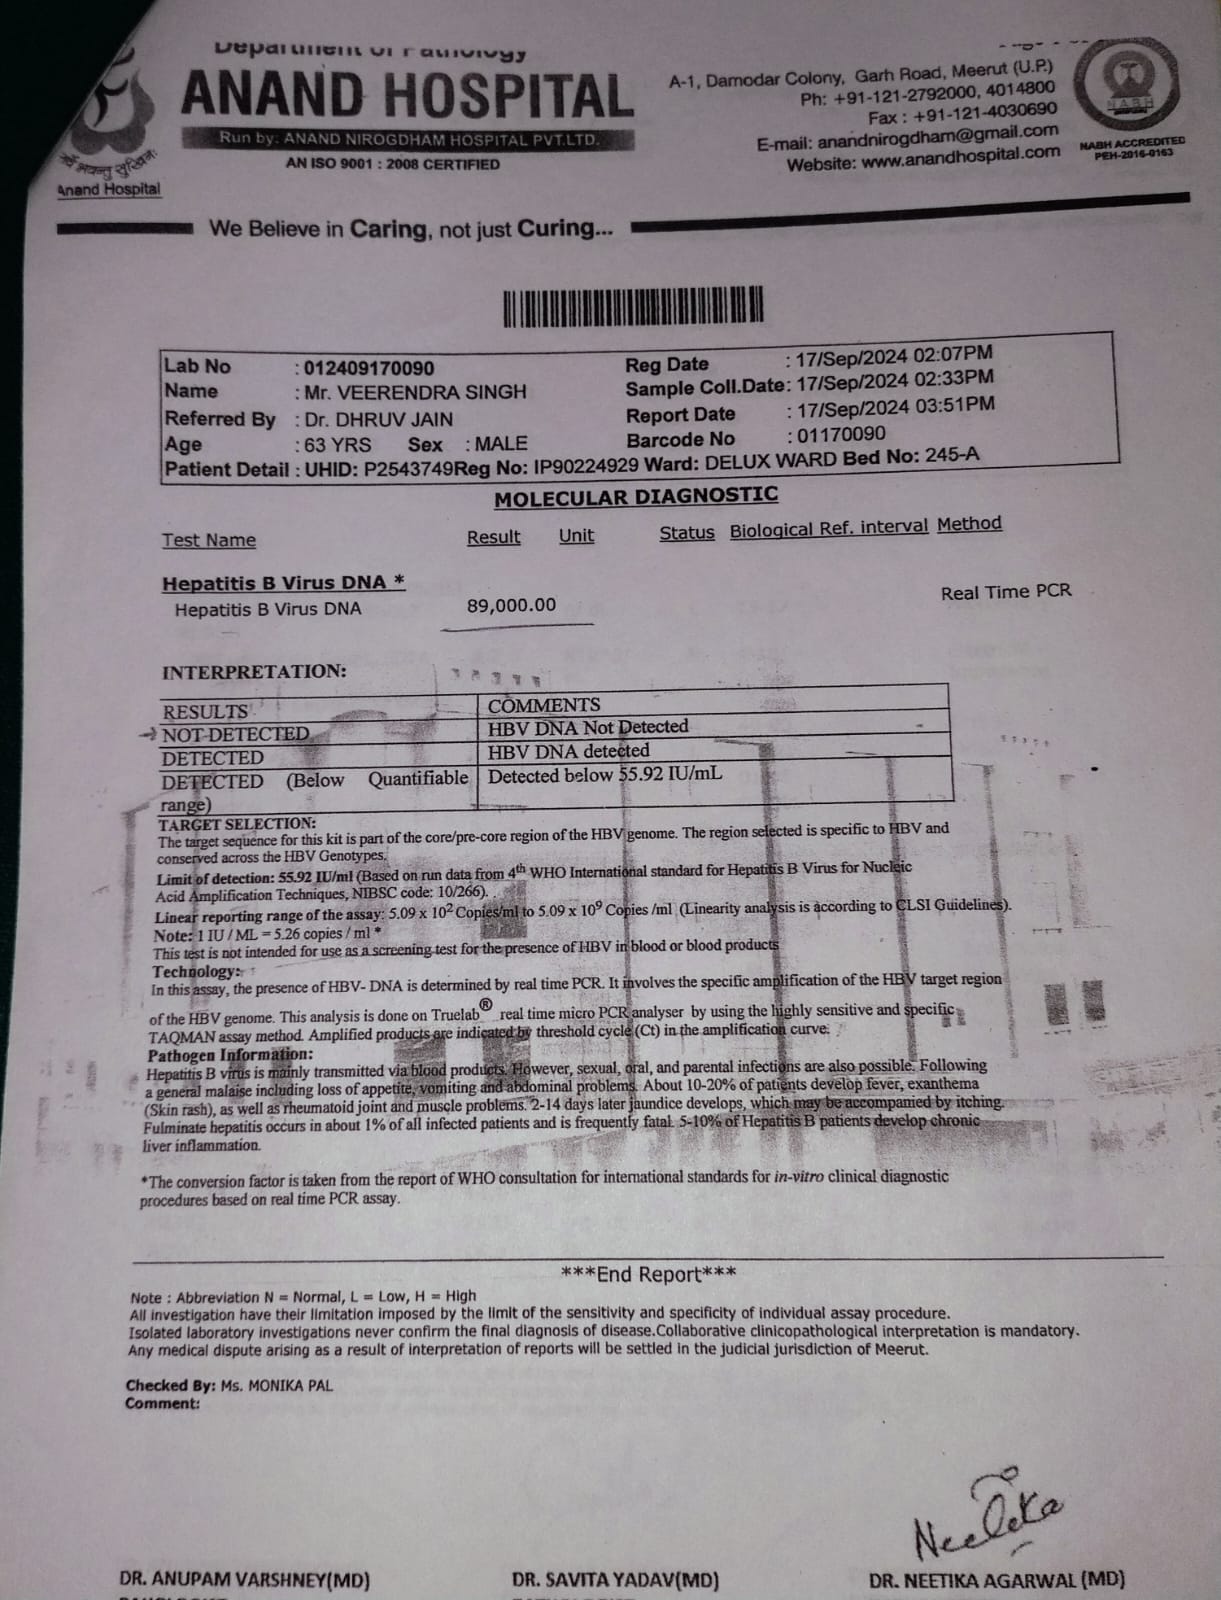 Department of Pathology
ANAND HOSPITAL
Run by: ANAND NIROGDHAM HOSPITAL PVT.LTD.
AN ISO 9001 : 2008 CERTIFIED
A-1, Damodar Colony, Garh Road, Meerut (U.P.)
Ph: +91-121-2792000, 4014800
Fax : +91-121-4030690
E-mail: anandnirogdham@gmail.com
Website: www.anandhospital.com
NABH
NABH ACCREDITED
PEH-2016-0163
सर्वे भवन्तु सुखिनः
Anand Hospital
We Believe in Caring, not just Curing...
Lab No : 012409170090 Reg Date : 17/Sep/2024 02:07PM
Name : Mr. VEERENDRA SINGH Sample Coll.Date: 17/Sep/2024 02:33PM
Referred By : Dr. DHRUV JAIN Report Date : 17/Sep/2024 03:51PM
Age : 63 YRS Sex : MALE Barcode No : 01170090
Patient Detail : UHID: P2543749Reg No: IP90224929 Ward: DELUX WARD Bed No: 245-A
MOLECULAR DIAGNOSTIC
Test Name Result Unit Status Biological Ref. interval Method
Hepatitis B Virus DNA *
Hepatitis B Virus DNA 89,000.00 Real Time PCR
INTERPRETATION:
RESULTS COMMENTS
NOT-DETECTED HBV DNA Not Detected
DETECTED HBV DNA detected
DETECTED (Below Quantifiable Detected below 55.92 IU/mL
range)
TARGET SELECTION:
The target sequence for this kit is part of the core/pre-core region of the HBV genome. The region selected is specific to HBV and
conserved across the HBV Genotypes.
Limit of detection: 55.92 IU/ml (Based on run data from 4th WHO International standard for Hepatitis B Virus for Nucleic
Acid Amplification Techniques, NIBSC code: 10/266).
Linear reporting range of the assay: 5.09 x 10² Copies/ml to 5.09 x 10⁹ Copies /ml (Linearity analysis is according to CLSI Guidelines).
Note: 1 IU / ML = 5.26 copies / ml *
This test is not intended for use as a screening test for the presence of HBV in blood or blood products
Technology:
In this assay, the presence of HBV- DNA is determined by real time PCR. It involves the specific amplification of the HBV target region
of the HBV genome. This analysis is done on Truelab® real time micro PCR analyser by using the highly sensitive and specific
TAQMAN assay method. Amplified products are indicated by threshold cycle (Ct) in the amplification curve.
Pathogen Information:
Hepatitis B virus is mainly transmitted via blood products. However, sexual, oral, and parental infections are also possible. Following
a general malaise including loss of appetite, vomiting and abdominal problems. About 10-20% of patients develop fever, exanthema
(Skin rash), as well as rheumatoid joint and muscle problems. 2-14 days later jaundice develops, which may be accompanied by itching.
Fulminate hepatitis occurs in about 1% of all infected patients and is frequently fatal. 5-10% of Hepatitis B patients develop chronic
liver inflammation.
*The conversion factor is taken from the report of WHO consultation for international standards for in-vitro clinical diagnostic
procedures based on real time PCR assay.
***End Report***
Note : Abbreviation N = Normal, L = Low, H = High
All investigation have their limitation imposed by the limit of the sensitivity and specificity of individual assay procedure.
Isolated laboratory investigations never confirm the final diagnosis of disease.Collaborative clinicopathological interpretation is mandatory.
Any medical dispute arising as a result of interpretation of reports will be settled in the judicial jurisdiction of Meerut.
Checked By: Ms. MONIKA PAL
Comment:
Neetika
DR. ANUPAM VARSHNEY(MD) DR. SAVITA YADAV(MD) DR. NEETIKA AGARWAL (MD)